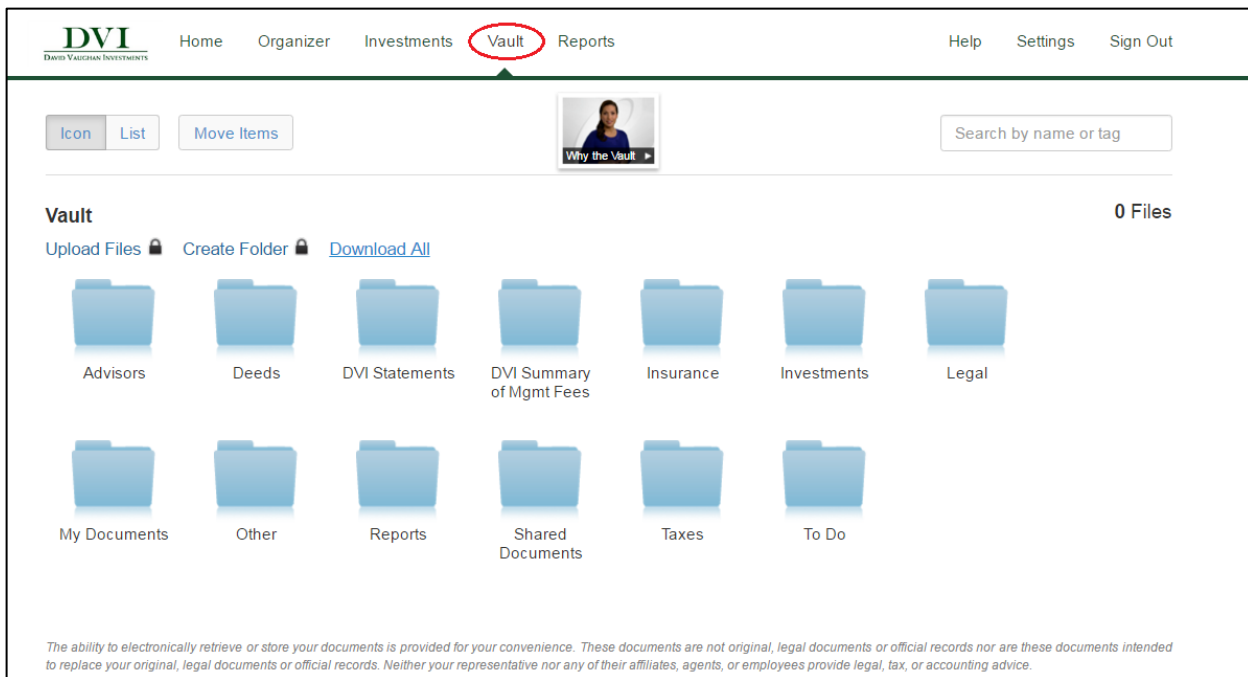 DVI
DAVID VAUGHAN INVESTMENTS
Home Organizer Investments Vault Reports Help Settings Sign Out
Icon List Move Items
Why the Vault
Search by name or tag
Vault
0 Files
Upload Files Create Folder Download All
Advisors Deeds DVI Statements DVI Summary Insurance Investments Legal
of Mgmt Fees
My Documents Other Reports Shared Taxes To Do
Documents
The ability to electronically retrieve or store your documents is provided for your convenience. These documents are not original, legal documents or official records nor are these documents intended
to replace your original, legal documents or official records. Neither your representative nor any of their affiliates, agents, or employees provide legal, tax, or accounting advice.